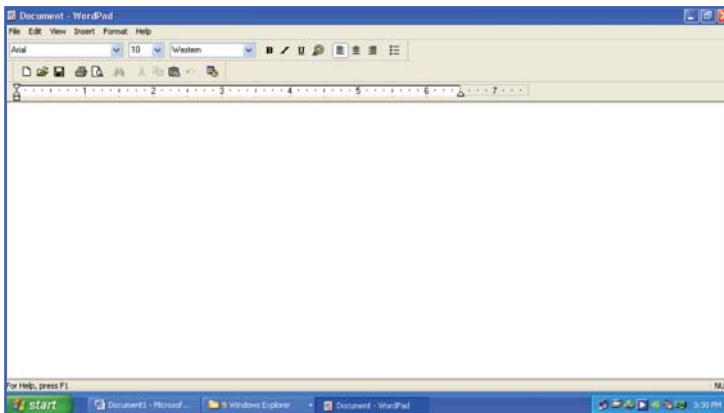 Document - WordPad
File Edit View Insert Format Help
Arial 10 Western B / U
1 2 3 4 5 6 7
For Help, press F1 NU
start Document1 - Microsof... 9 Windows Explorer Document - WordPad 3:30 PM